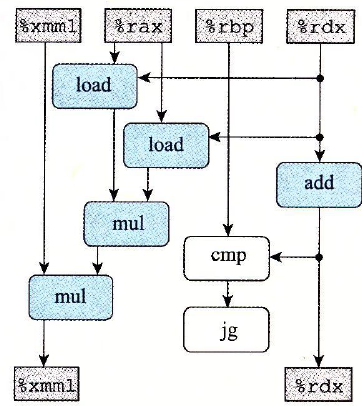 %xmm1 %rax %rbp %rdx
load
load
add
mul
cmp
mul
jg
%xmm1 %rdx